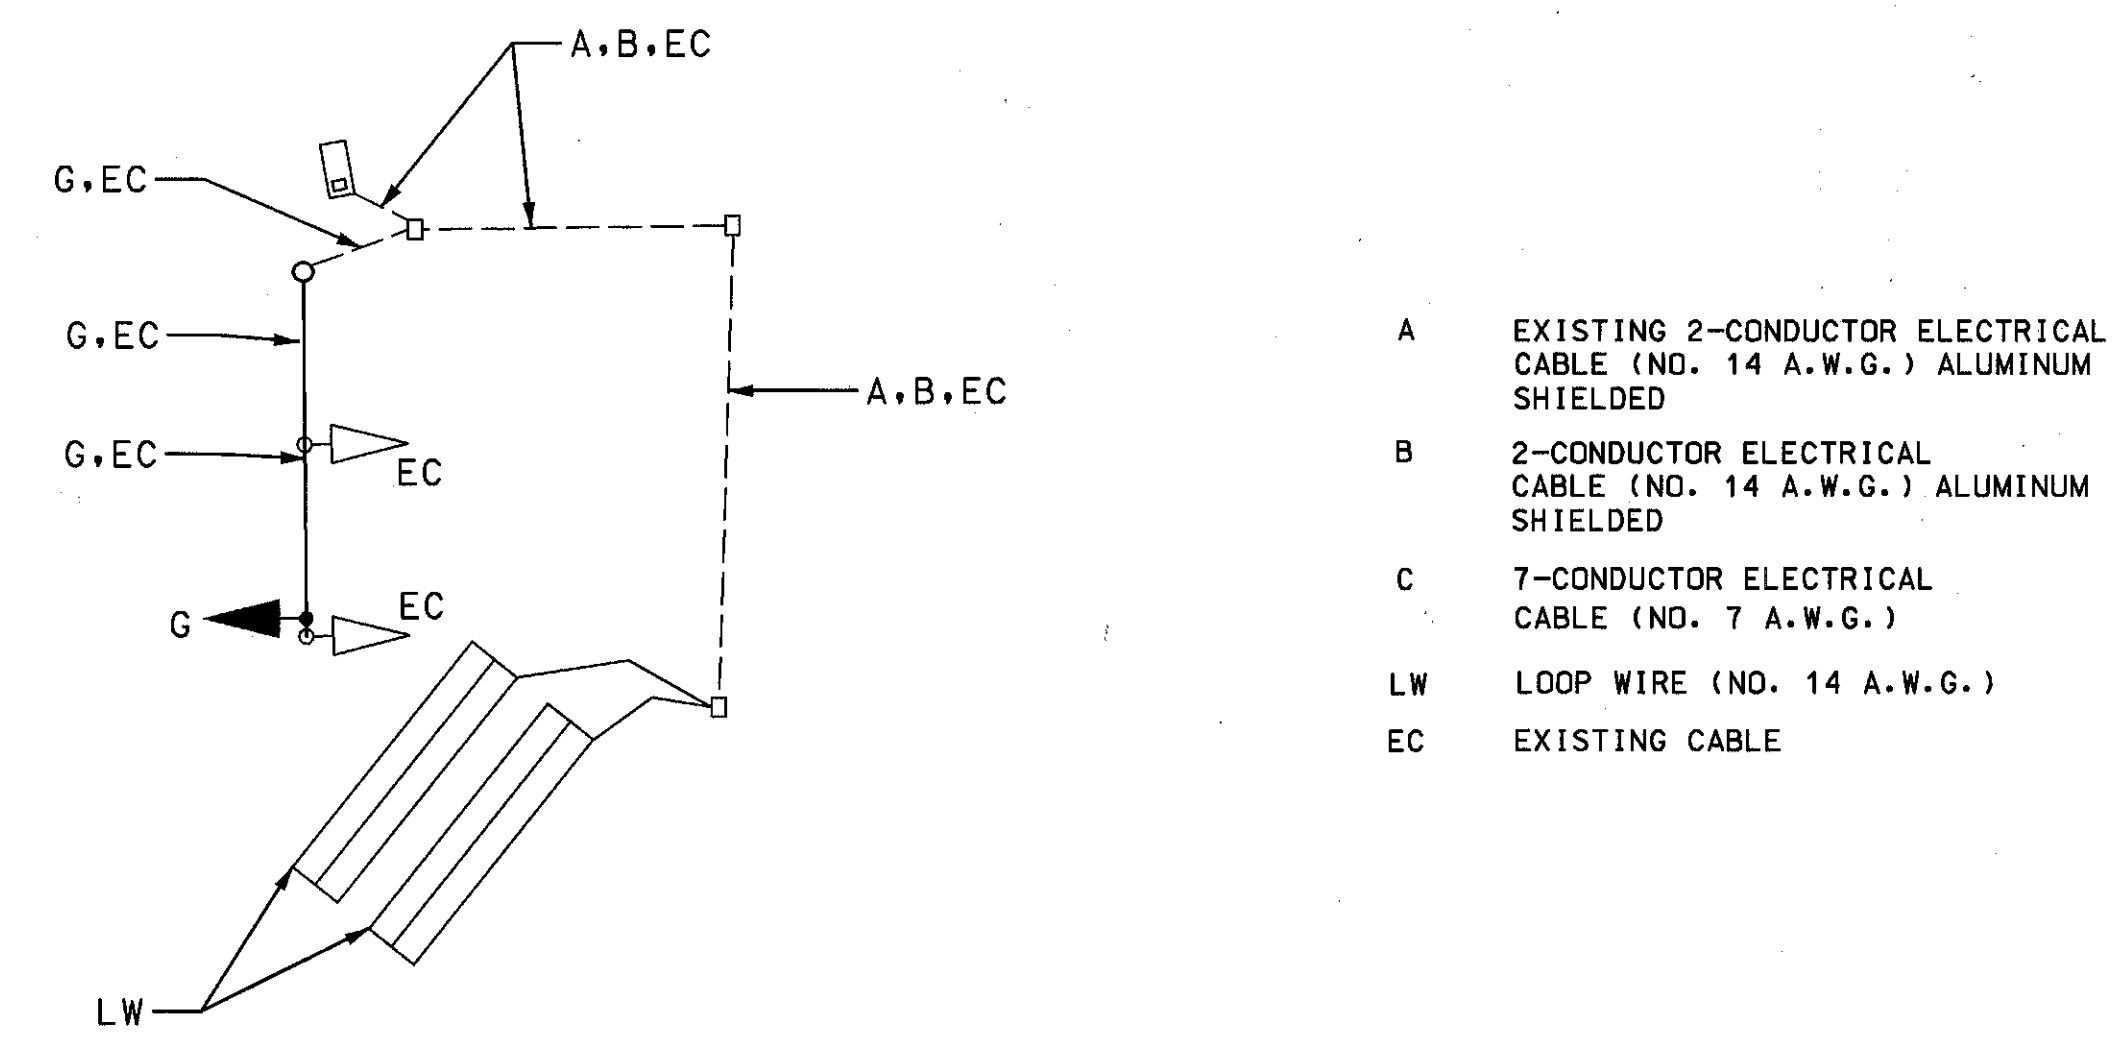 A,B,EC
G,EC
G,EC
A,B,EC
G,EC
EC
EC
G
LW
A EXISTING 2-CONDUCTOR ELECTRICAL
CABLE (NO. 14 A.W.G.) ALUMINUM
SHIELDED
B 2-CONDUCTOR ELECTRICAL
CABLE (NO. 14 A.W.G.) ALUMINUM
SHIELDED
C 7-CONDUCTOR ELECTRICAL
CABLE (NO. 7 A.W.G.)
LW LOOP WIRE (NO. 14 A.W.G.)
EC EXISTING CABLE